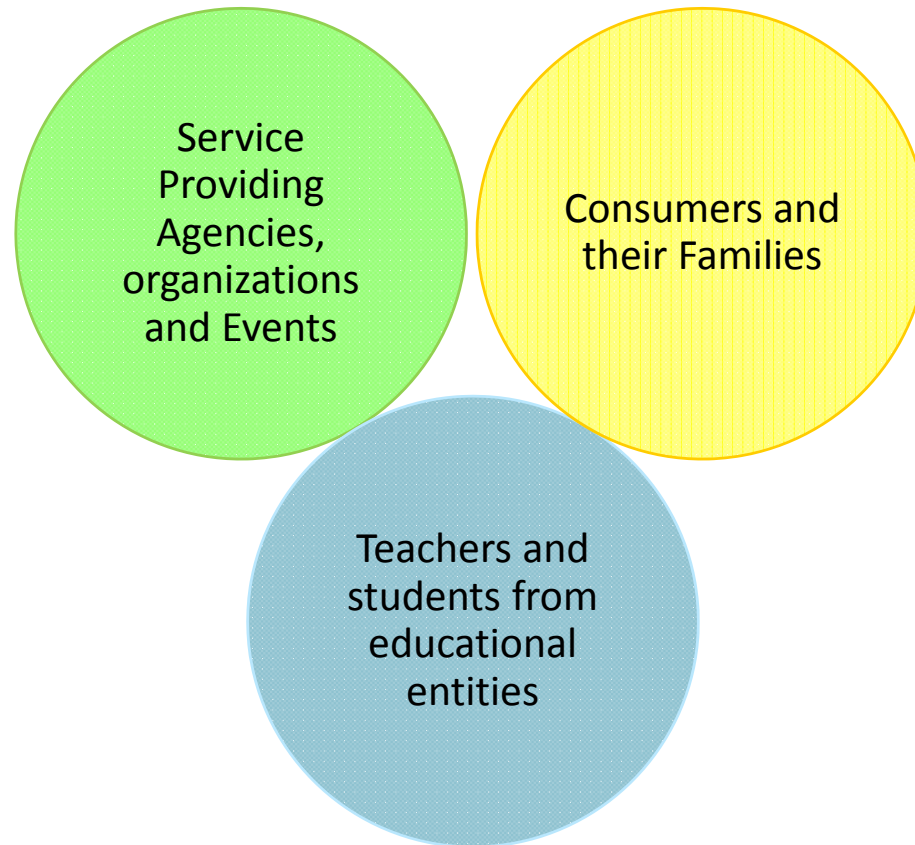 Service
Providing
Agencies,
organizations
and Events
Consumers and
their Families
Teachers and
students from
educational
entities